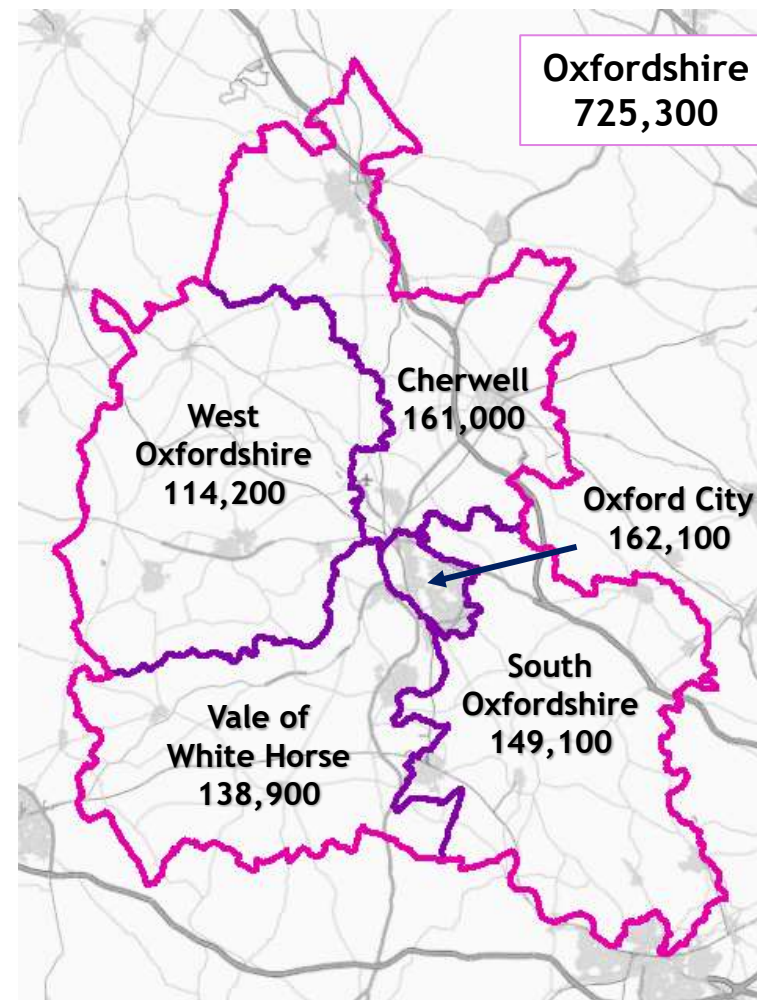 Oxfordshire
725,300
Cherwell
161,000
West
Oxfordshire
114,200
Oxford City
162,100
South
Oxfordshire
149,100
Vale of
White Horse
138,900